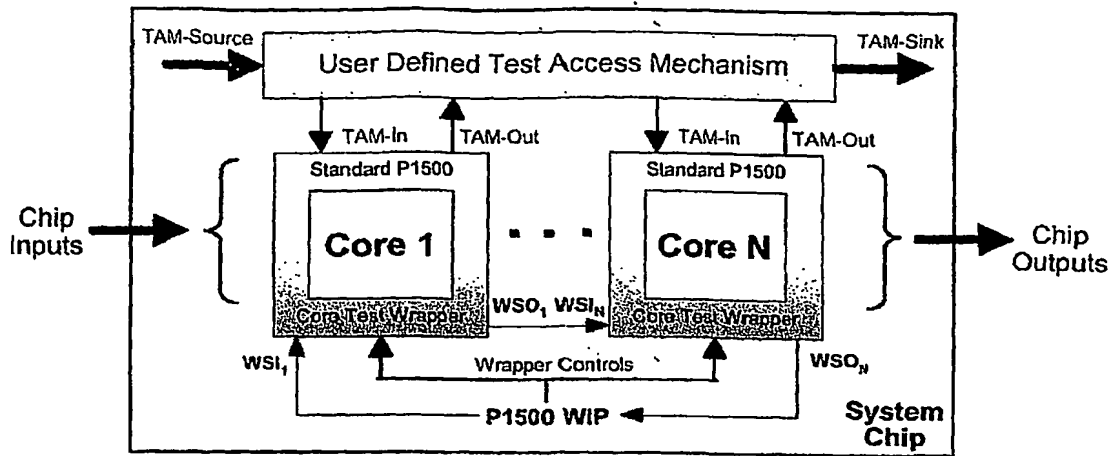 TAM-Source
User Defined Test Access Mechanism
TAM-Sink
TAM-In
TAM-Out
TAM-In
TAM-Out
Standard P1500
Standard P1500
Chip
Inputs
Core 1
Core N
Chip
Outputs
Core Test Wrapper
WSO1 WSIN
Core Test Wrapper
WSI1
Wrapper Controls
WSON
P1500 WIP
System
Chip